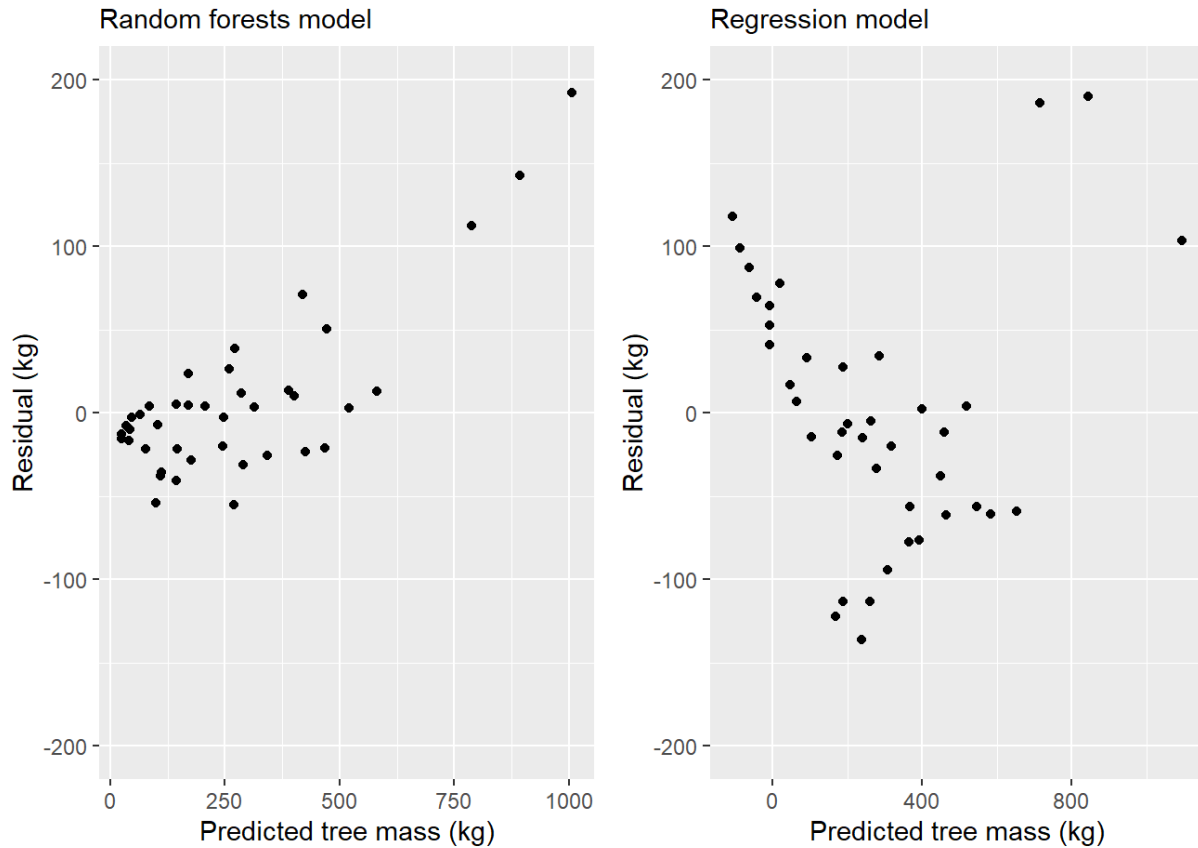 Random forests model
Residual (kg)
200
100
0
-100
-200
0 250 500 750 1000
Predicted tree mass (kg)
Regression model
Residual (kg)
200
100
0
-100
-200
0 400 800
Predicted tree mass (kg)